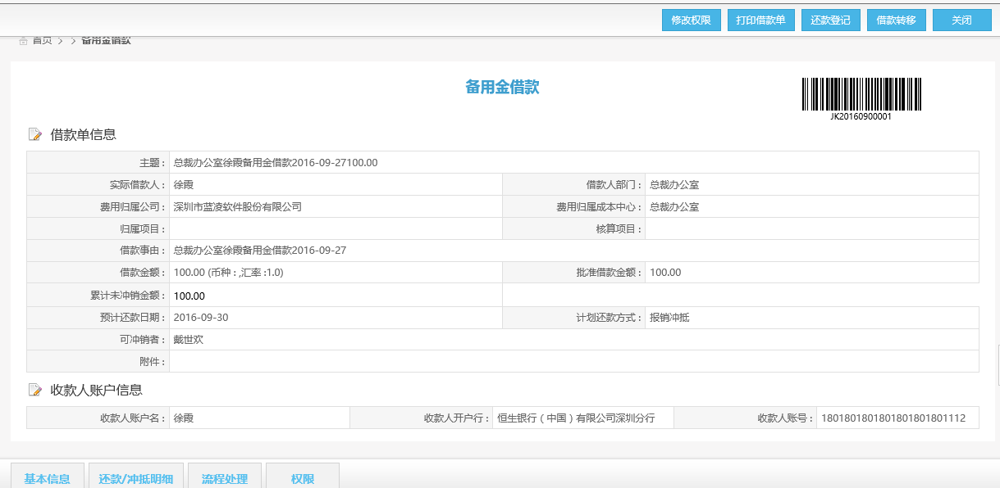 修改权限 打印借款单 还款登记 借款转移 关闭
首页 > > 备用金借款
备用金借款
JK20160900001
借款单信息
主题: 总裁办公室徐霞备用金借款2016-09-27100.00
实际借款人: 徐霞 借款人部门: 总裁办公室
费用归属公司: 深圳市蓝凌软件股份有限公司 费用归属成本中心: 总裁办公室
归属项目: 核算项目:
借款事由: 总裁办公室徐霞备用金借款2016-09-27
借款金额: 100.00 (币种 : ,汇率 :1.0) 批准借款金额: 100.00
累计未冲销金额: 100.00
预计还款日期: 2016-09-30 计划还款方式: 报销冲抵
可冲销者: 戴世欢
附件:
收款人账户信息
收款人账户名: 徐霞 收款人开户行: 恒生银行(中国)有限公司深圳分行 收款人账号: 1801801801801801801801112
基本信息 还款/冲抵明细 流程处理 权限